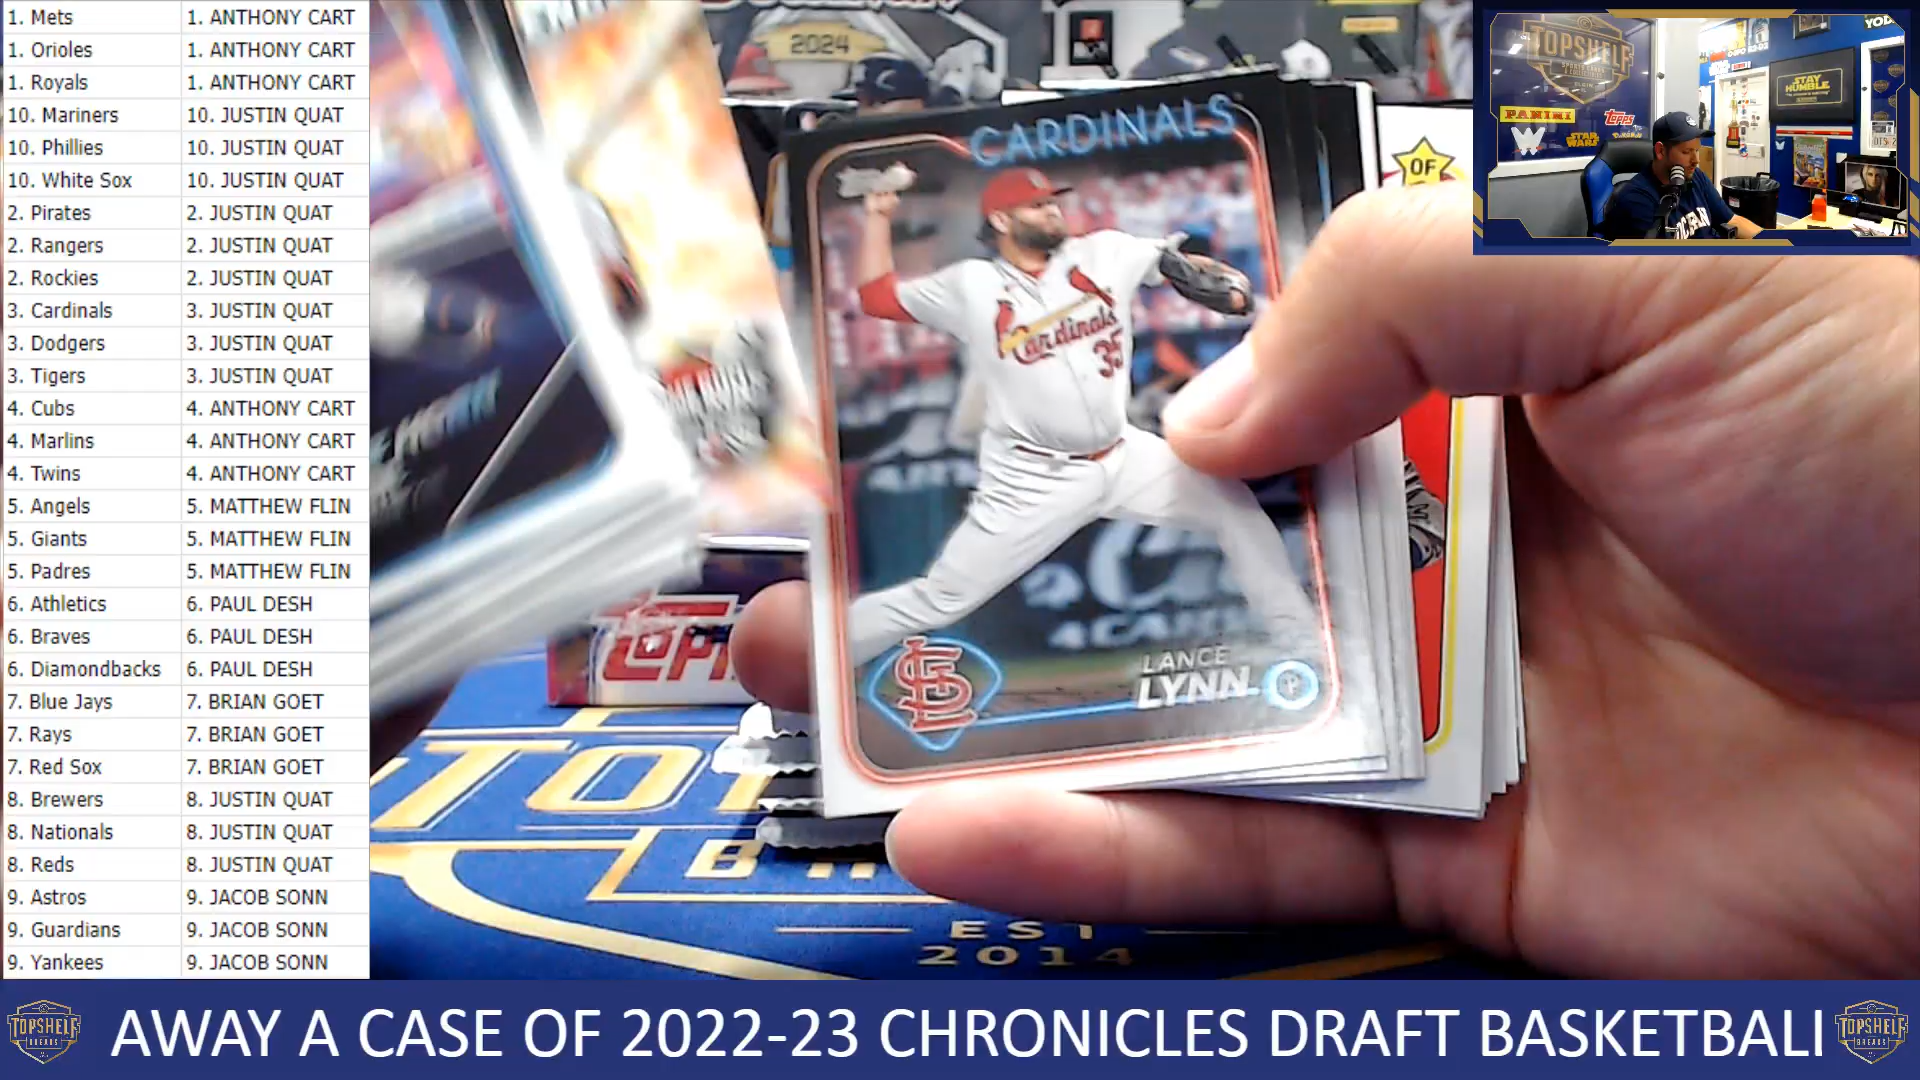 1. Mets 1. ANTHONY CART
1. Orioles 1. ANTHONY CART
1. Royals 1. ANTHONY CART
10. Mariners 10. JUSTIN QUAT
10. Phillies 10. JUSTIN QUAT
10. White Sox 10. JUSTIN QUAT
2. Pirates 2. JUSTIN QUAT
2. Rangers 2. JUSTIN QUAT
2. Rockies 2. JUSTIN QUAT
3. Cardinals 3. JUSTIN QUAT
3. Dodgers 3. JUSTIN QUAT
3. Tigers 3. JUSTIN QUAT
4. Cubs 4. ANTHONY CART
4. Marlins 4. ANTHONY CART
4. Twins 4. ANTHONY CART
5. Angels 5. MATTHEW FLIN
5. Giants 5. MATTHEW FLIN
5. Padres 5. MATTHEW FLIN
6. Athletics 6. PAUL DESH
6. Braves 6. PAUL DESH
6. Diamondbacks 6. PAUL DESH
7. Blue Jays 7. BRIAN GOET
7. Rays 7. BRIAN GOET
7. Red Sox 7. BRIAN GOET
8. Brewers 8. JUSTIN QUAT
8. Nationals 8. JUSTIN QUAT
8. Reds 8. JUSTIN QUAT
9. Astros 9. JACOB SONN
9. Guardians 9. JACOB SONN
9. Yankees 9. JACOB SONN
2024
CARDINALS
OF
Cardinals
35
LANCE
LYNN
P
EST
2014
TOPSHELF
PANINI
Topps
STAR
WARS
STAY
HUMBLE
TOPSHELF
BREAKS
AWAY A CASE OF 2022-23 CHRONICLES DRAFT BASKETBALL
TOPSHELF
BREAKS